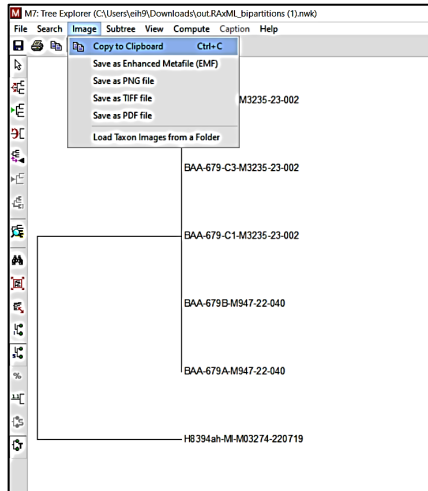 M7: Tree Explorer (C:\Users\eih9\Downloads\out.RAxML_bipartitions (1).nwk)
File Search Image Subtree View Compute Caption Help
Copy to Clipboard Ctrl+C
Save as Enhanced Metafile (EMF)
Save as PNG file
Save as TIFF file
Save as PDF file
Load Taxon Images from a Folder
M3235-23-002
BAA-679-C3-M3235-23-002
BAA-679-C1-M3235-23-002
BAA-679B-M947-22-040
BAA-679A-M947-22-040
H8394ah-MI-M03274-220719